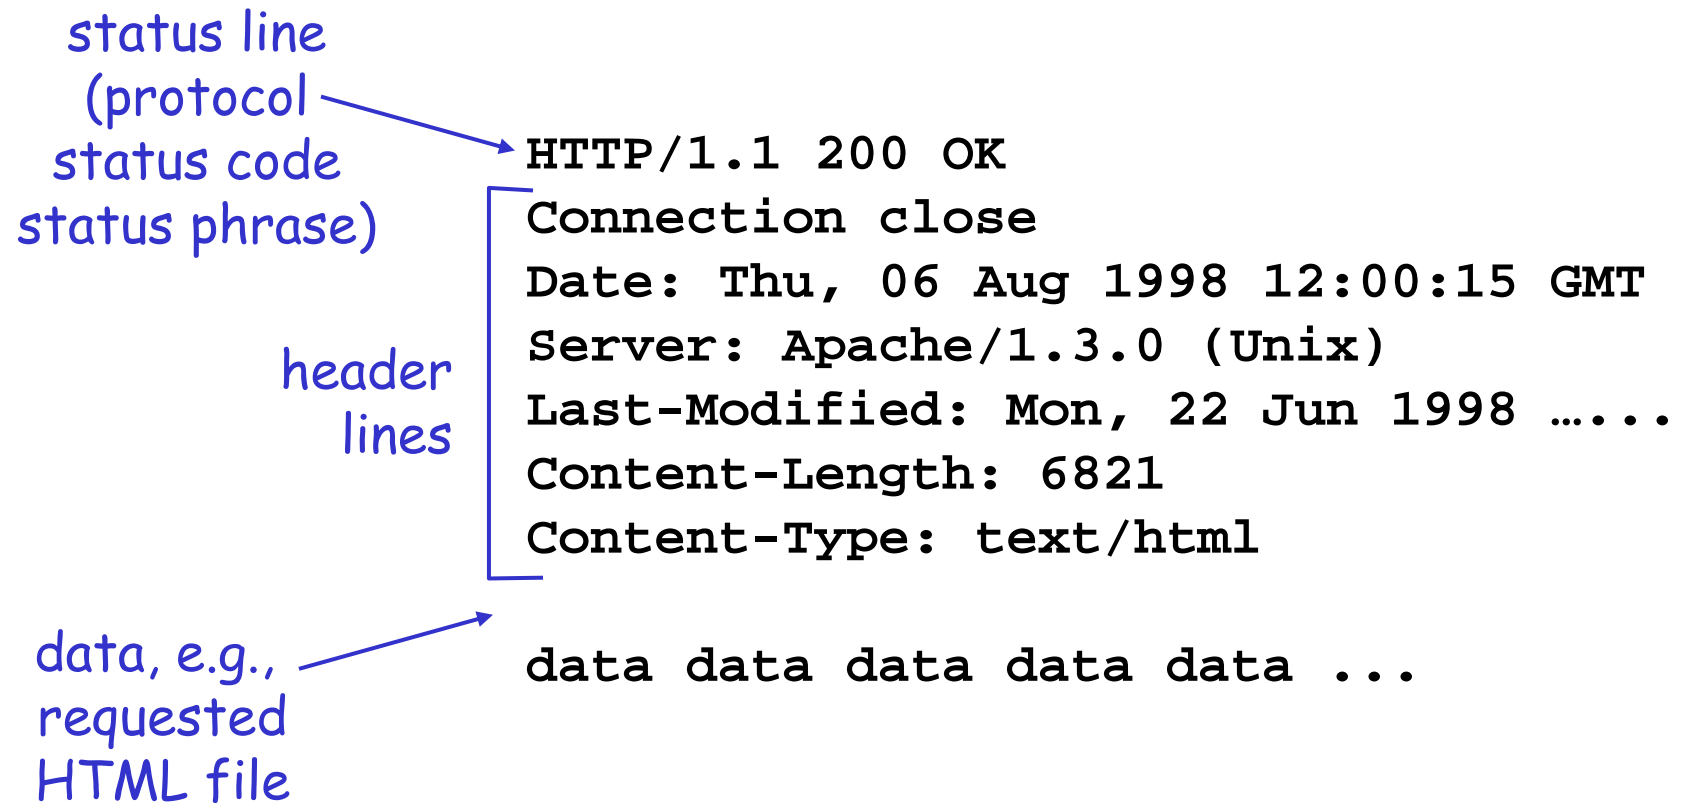 status line
(protocol
status code
status phrase)
HTTP/1.1 200 OK
Connection close
Date: Thu, 06 Aug 1998 12:00:15 GMT
Server: Apache/1.3.0 (Unix)
Last-Modified: Mon, 22 Jun 1998 …...
Content-Length: 6821
Content-Type: text/html
header
lines
data, e.g.,
requested
HTML file
data data data data data ...